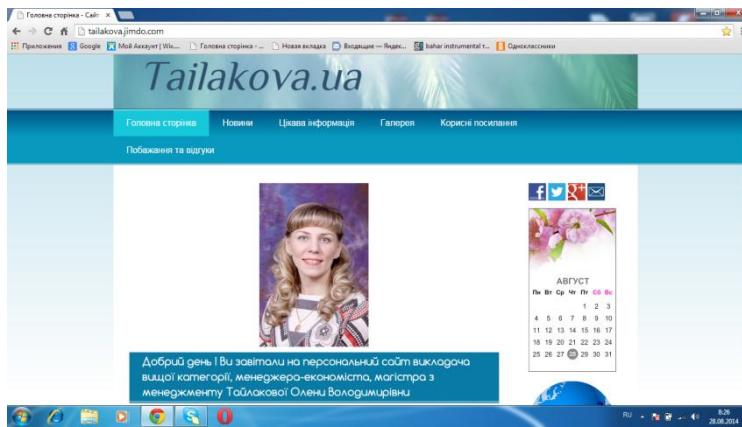 Головна сторінка - Сайт
tailakova.jimdo.com
Приложения Google Мой Аккаунт | Wix... Головна сторінка - ... Новая вкладка Входящие — Яндек... bahar instrumental т... Одноклассники
Tailakova.ua
Головна сторінка Новини Цікава інформація Галерея Корисні посилання
Побажання та відгуки
АВГУСТ
Пн Вт Ср Чт Пт Сб Вс
1 2 3
4 5 6 7 8 9 10
11 12 13 14 15 16 17
18 19 20 21 22 23 24
25 26 27 28 29 30 31
Добрий день ! Ви завітали на персональний сайт викладача
вищої категорії, менеджера-економіста, магістра з
менеджменту Тайлакової Олени Володимирівни
RU 8:26
28.08.2014